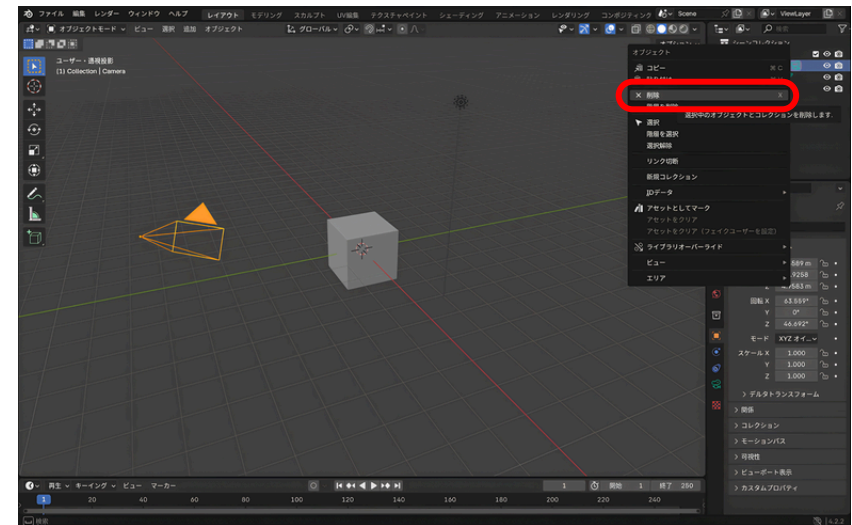 ファイル 編集 レンダー ウィンドウ ヘルプ レイアウト モデリング スカルプト UV編集 テクスチャペイント シェーディング アニメーション レンダリング コンポジティング Scene ViewLayer
オブジェクトモード ビュー 選択 追加 オブジェクト グローバル
ユーザー・透視投影
(1) Collection | Camera
オブジェクト
コピー ⌘ C
削除 X
選択中のオブジェクトとコレクションを削除します.
選択
階層を選択
選択解除
リンク切断
新規コレクション
IDデータ
アセットとしてマーク
アセットをクリア
アセットをクリア (フェイクユーザーを設定)
ライブラリオーバーライド
ビュー
エリア
回転 X 63.559°
Y 0°
Z 46.692°
モード XYZ オイ...
スケール X 1.000
Y 1.000
Z 1.000
デルタトランスフォーム
関係
コレクション
モーションパス
可視性
ビューポート表示
カスタムプロパティ
再生 キーイング ビュー マーカー 1 開始 1 終了 250
1 20 40 60 80 100 120 140 160 180 200 220 240
4.2.2